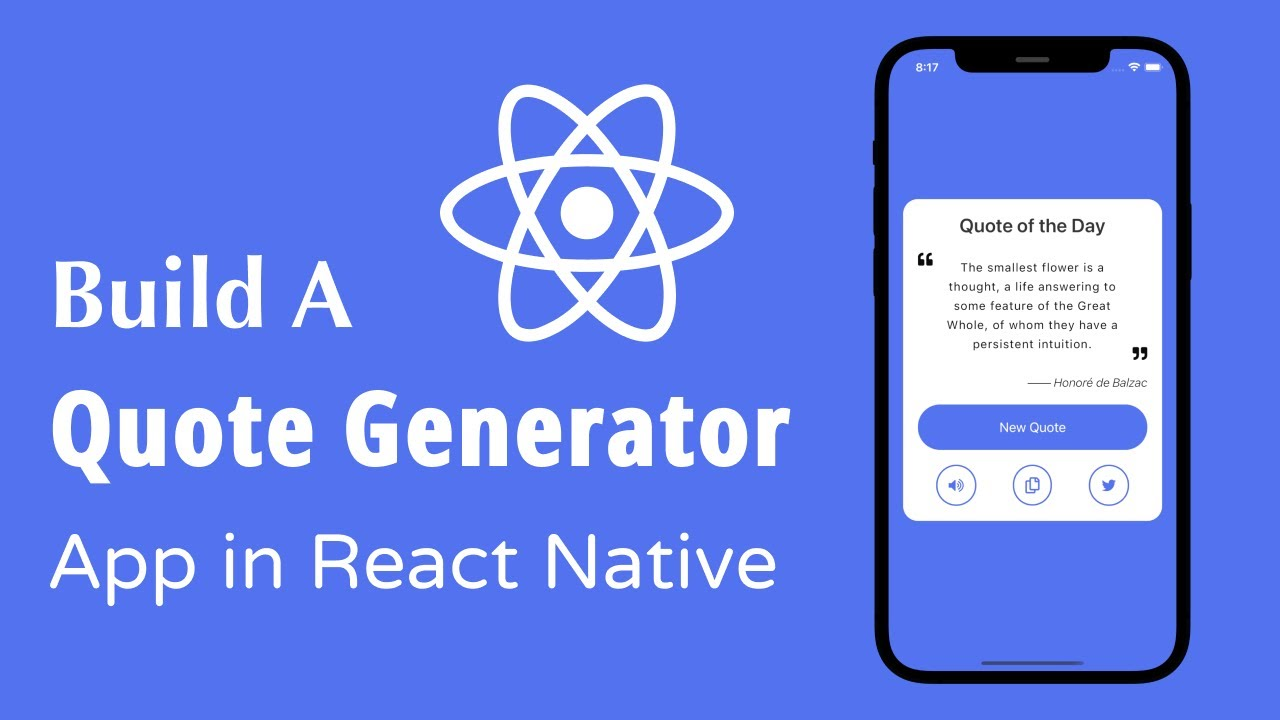 Build A
Quote Generator
App in React Native
8:17
Quote of the Day
“
The smallest flower is a
thought, a life answering to
some feature of the Great
Whole, of whom they have a
persistent intuition.
”
—— Honoré de Balzac
New Quote